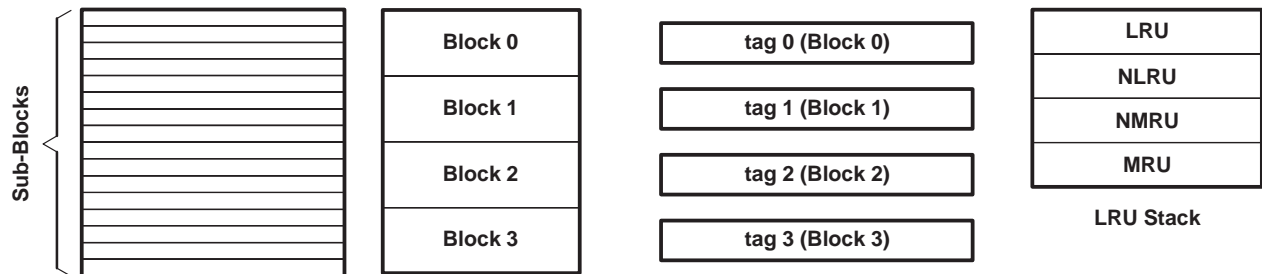 Sub-Blocks
Block 0
Block 1
Block 2
Block 3
tag 0 (Block 0)
tag 1 (Block 1)
tag 2 (Block 2)
tag 3 (Block 3)
LRU
NLRU
NMRU
MRU
LRU Stack